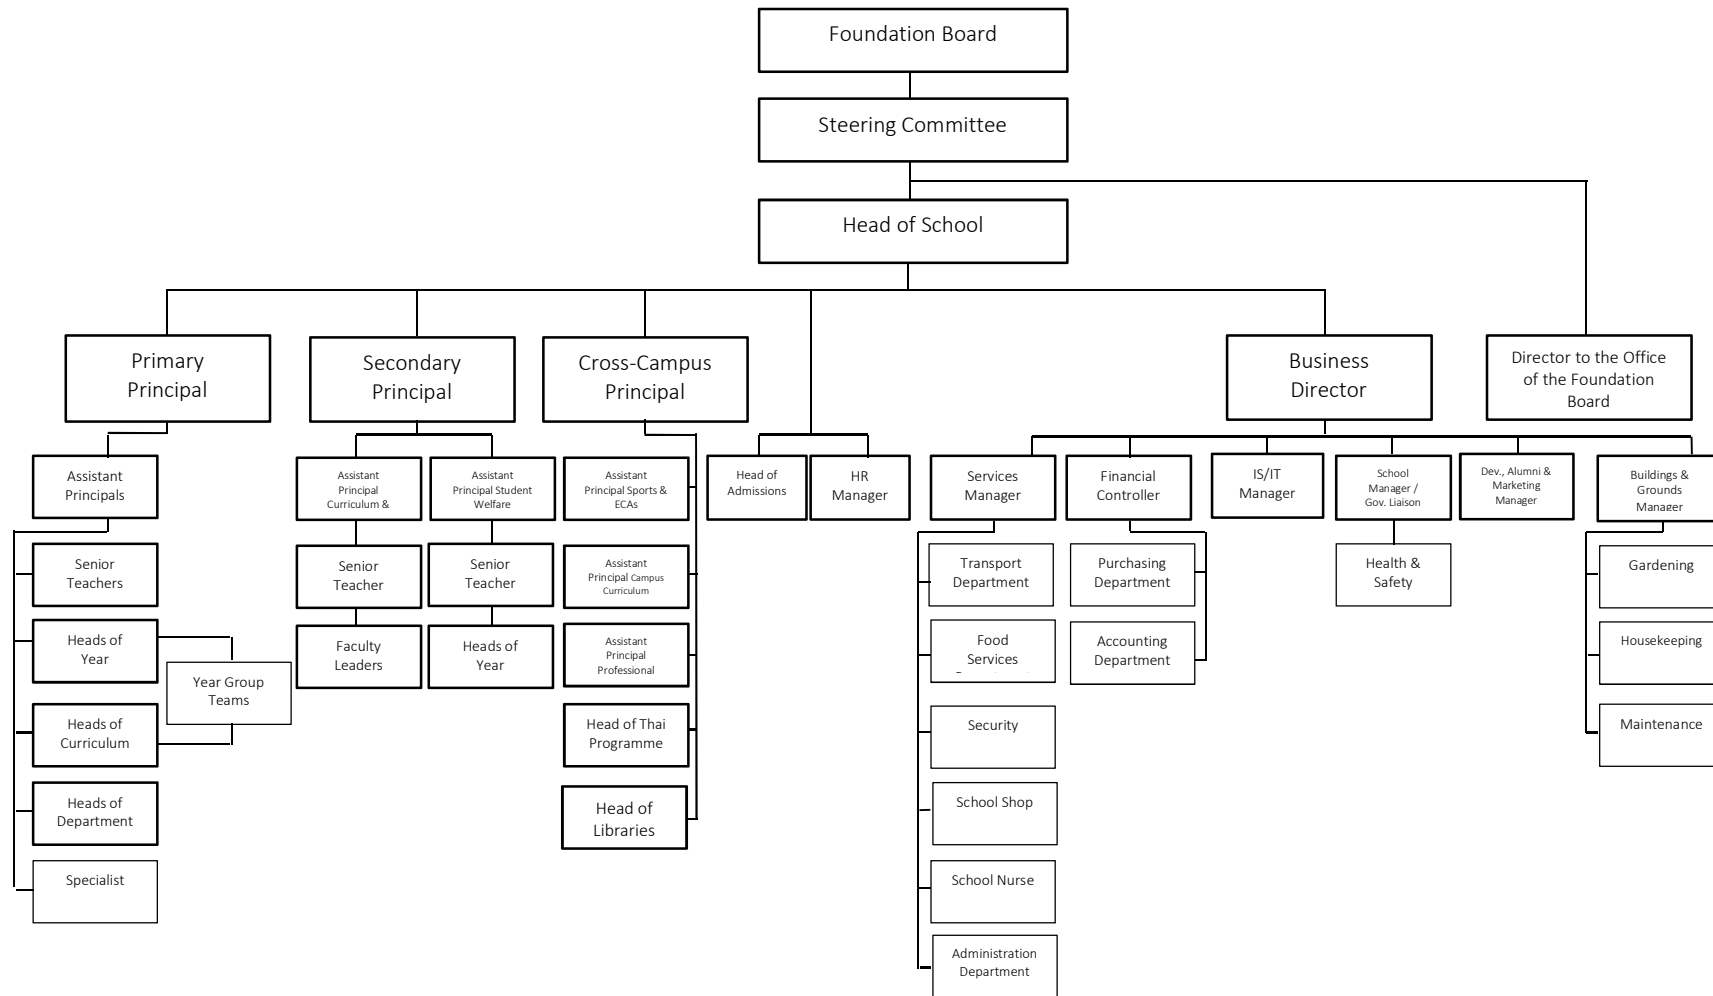 Foundation Board
Steering Committee
Head of School
Primary
Principal
Secondary
Principal
Cross-Campus
Principal
Business
Director
Director to the Office
of the Foundation
Board
Assistant
Principals
Assistant
Principal
Curriculum &
Assistant
Principal Student
Welfare
Assistant
Principal Sports &
ECAs
Head of
Admissions
HR
Manager
Services
Manager
Financial
Controller
IS/IT
Manager
School
Manager /
Gov. Liaison
Dev., Alumni &
Marketing
Manager
Buildings &
Grounds
Manager
Senior
Teachers
Senior
Teacher
Senior
Teacher
Assistant
Principal Campus
Curriculum
Transport
Department
Purchasing
Department
Health &
Safety
Gardening
Heads of
Year
Year Group
Teams
Faculty
Leaders
Heads of
Year
Assistant
Principal
Professional
Food
Services
Accounting
Department
Housekeeping
Heads of
Curriculum
Head of Thai
Programme
Security
Maintenance
Heads of
Department
Head of
Libraries
School Shop
Specialist
School Nurse
Administration
Department